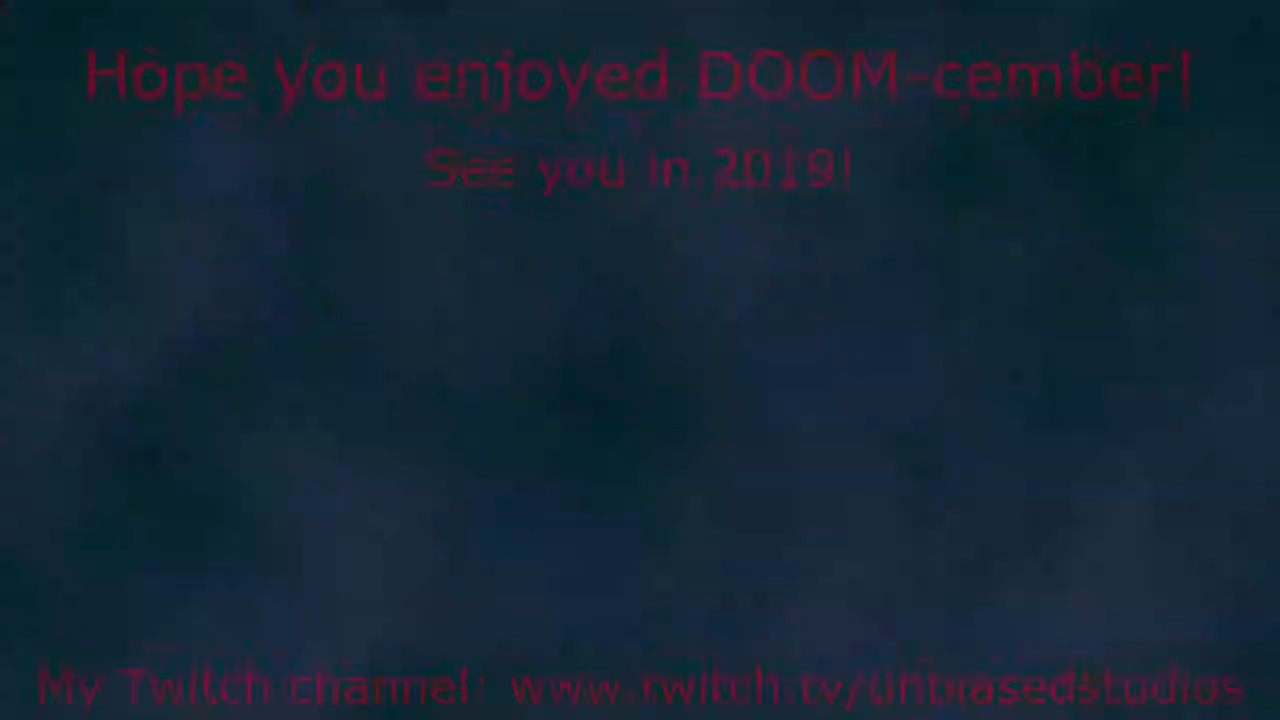 Hope you enjoyed DOOM-cember!
See you in 2019!
My Twitch channel: www.twitch.tv/unbiasedstudios